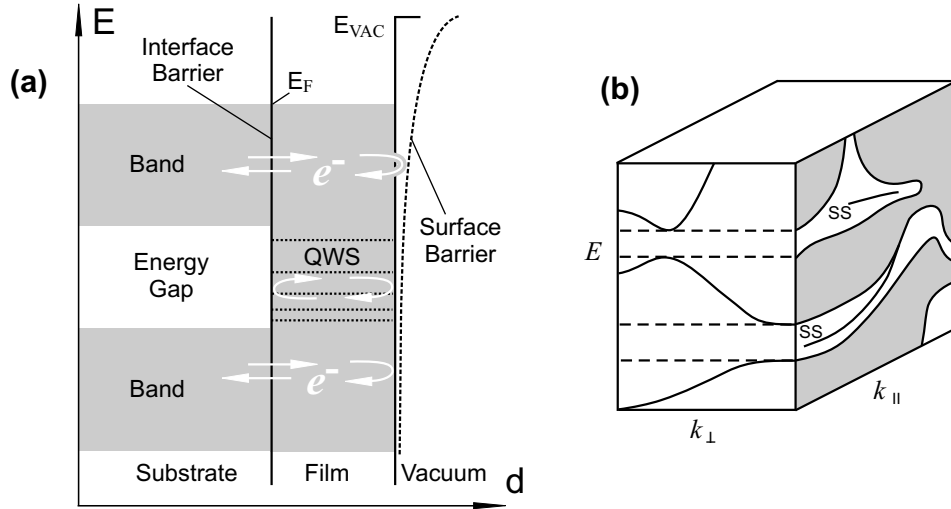 (a)
E
Interface
Barrier
E_F
E_VAC
Band
e⁻
Energy
Gap
QWS
Surface
Barrier
Band
e⁻
Substrate
Film
Vacuum
d
(b)
E
SS
SS
k_⊥
k_||